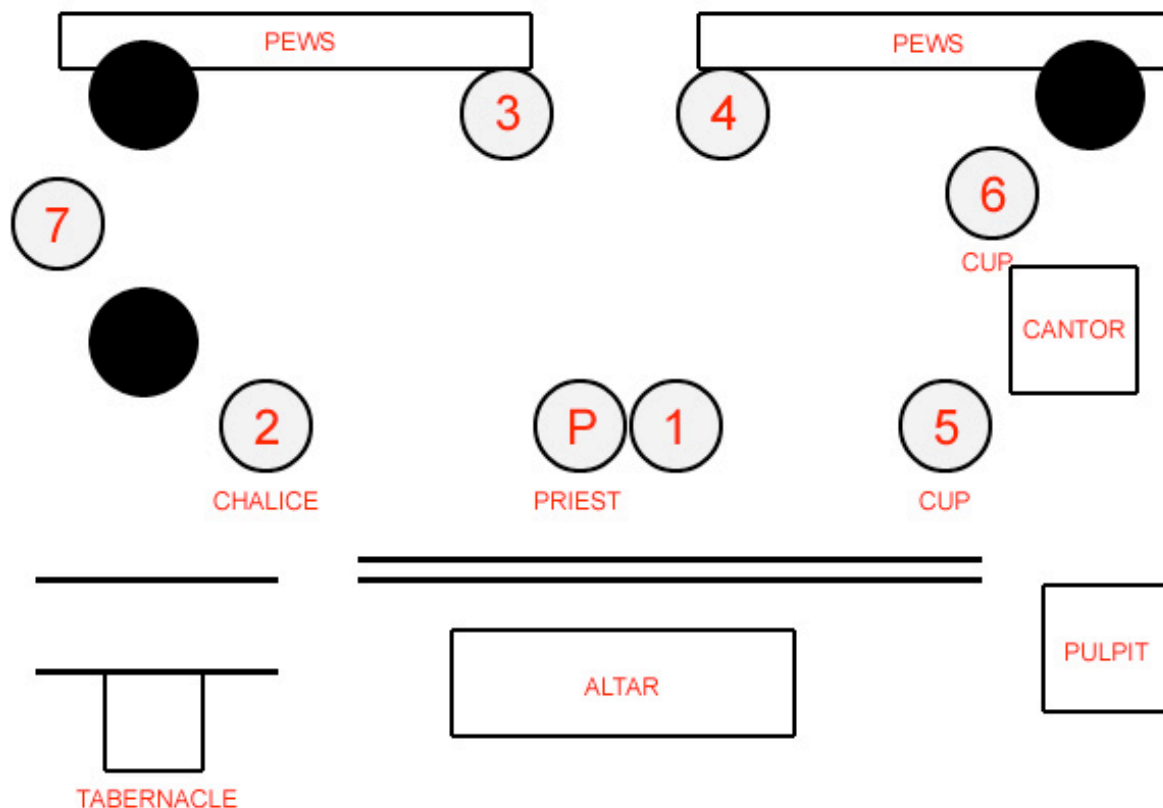 PEWS
PEWS
3
4
6
7
CUP
CANTOR
2
P
1
5
CHALICE
PRIEST
CUP
ALTAR
PULPIT
TABERNACLE